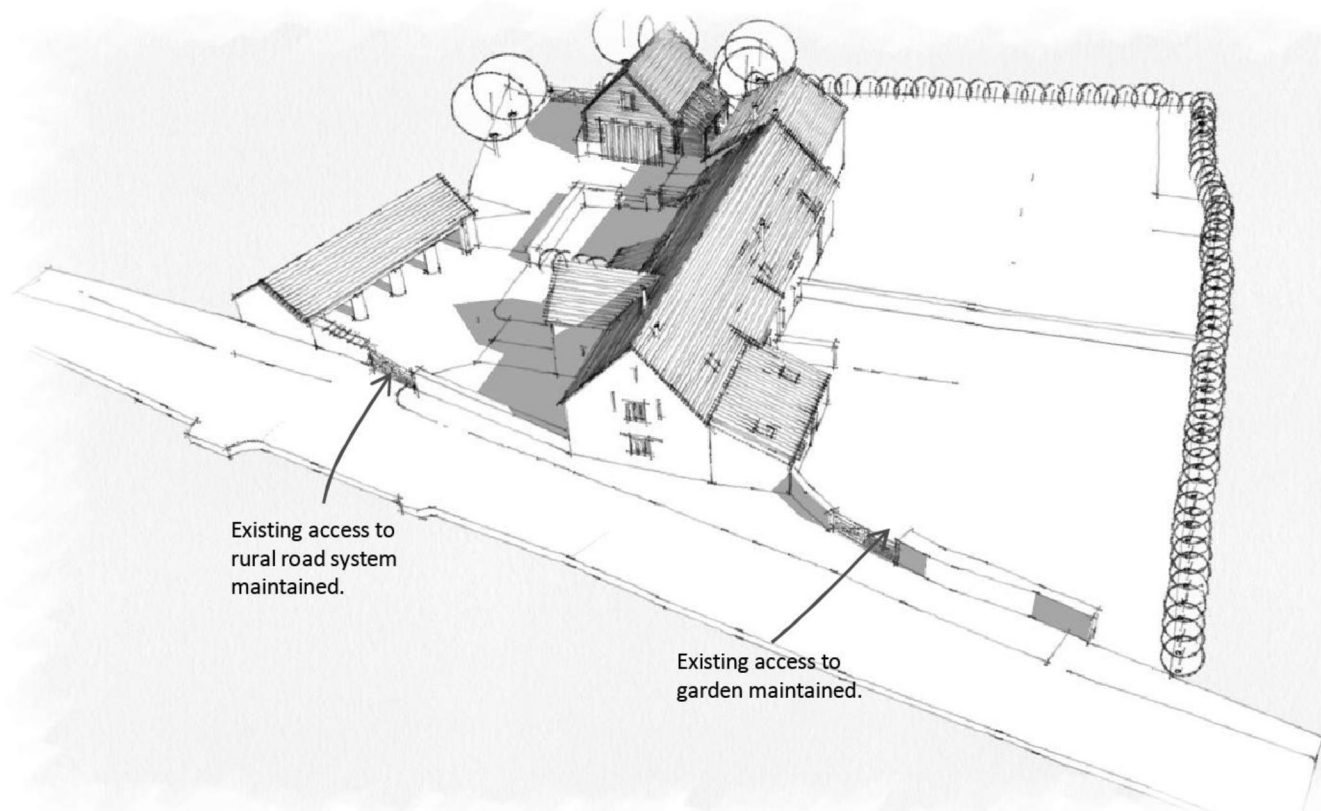 Existing access to
rural road system
maintained.
Existing access to
garden maintained.